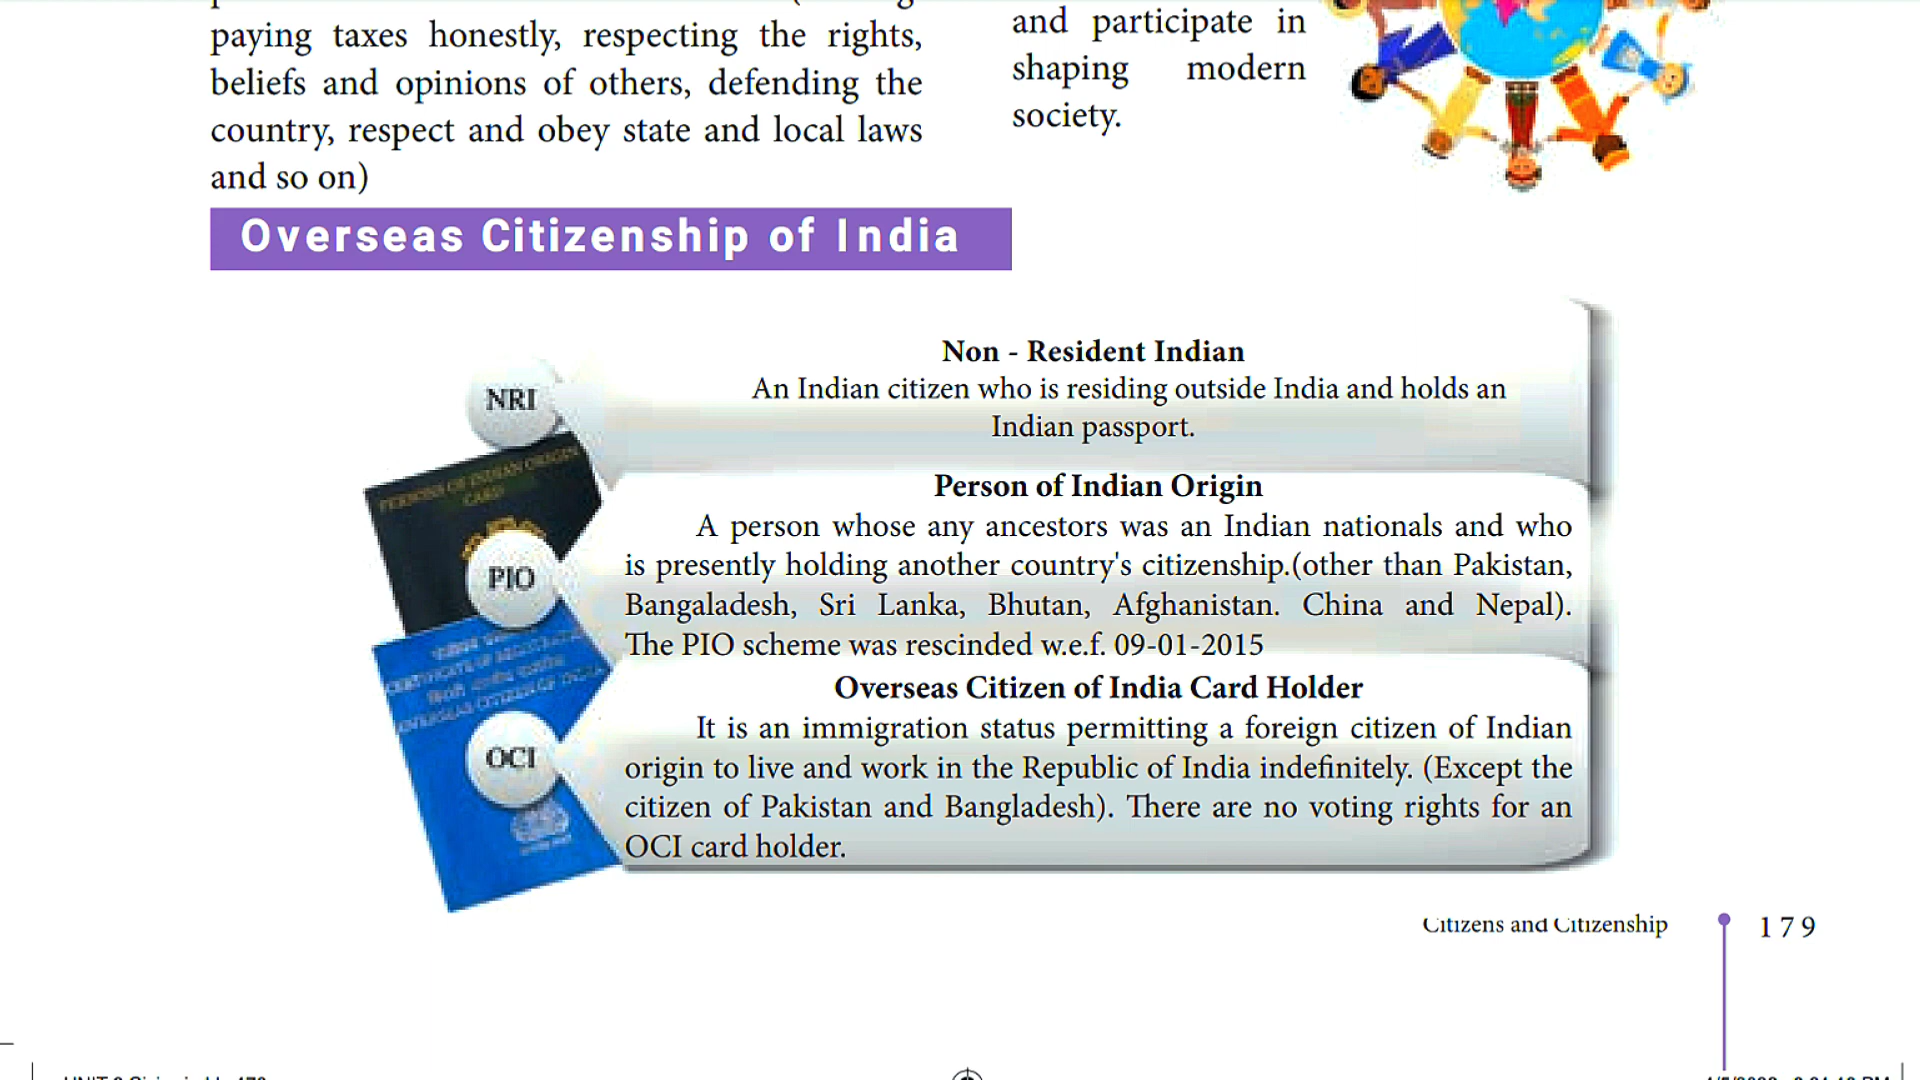 paying taxes honestly, respecting the rights,
beliefs and opinions of others, defending the
country, respect and obey state and local laws
and so on)
and participate in
shaping modern
society.
Overseas Citizenship of India
NRI
Non - Resident Indian
An Indian citizen who is residing outside India and holds an
Indian passport.
PERSONS OF INDIAN ORIGIN
CARD
PIO
Person of Indian Origin
A person whose any ancestors was an Indian nationals and who
is presently holding another country's citizenship.(other than Pakistan,
Bangaladesh, Sri Lanka, Bhutan, Afghanistan. China and Nepal).
The PIO scheme was rescinded w.e.f. 09-01-2015
OCI
Overseas Citizen of India Card Holder
It is an immigration status permitting a foreign citizen of Indian
origin to live and work in the Republic of India indefinitely. (Except the
citizen of Pakistan and Bangladesh). There are no voting rights for an
OCI card holder.
Citizens and Citizenship
179